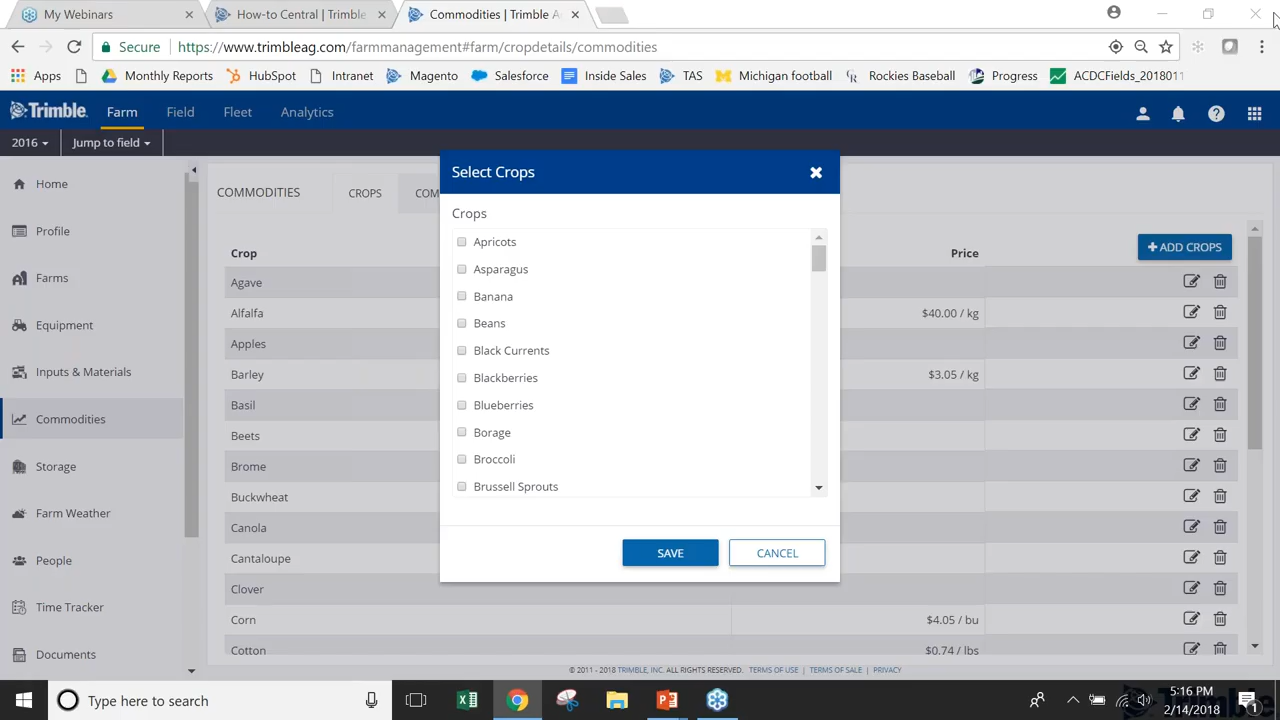 My Webinars
How-to Central | Trimble
Commodities | Trimble A
Secure
https://www.trimbleag.com/farmmanagement#farm/cropdetails/commodities
Apps
Monthly Reports
HubSpot
Intranet
Magento
Salesforce
Inside Sales
TAS
Michigan football
Rockies Baseball
Progress
ACDCFields_2018011
Trimble.
Farm
Field
Fleet
Analytics
2016
Jump to field
Home
Profile
Farms
Equipment
Inputs & Materials
Commodities
Storage
Farm Weather
People
Time Tracker
Documents
COMMODITIES
CROPS
COM
Crop
Price
+ ADD CROPS
Agave
Alfalfa
$40.00 / kg
Apples
Barley
$3.05 / kg
Basil
Beets
Brome
Buckwheat
Canola
Cantaloupe
Clover
Corn
$4.05 / bu
Cotton
$0.74 / lbs
Select Crops
Crops
Apricots
Asparagus
Banana
Beans
Black Currents
Blackberries
Blueberries
Borage
Broccoli
Brussell Sprouts
SAVE
CANCEL
© 2011 - 2018 TRIMBLE, INC. ALL RIGHTS RESERVED. TERMS OF USE | TERMS OF SALE | PRIVACY
Type here to search
5:16 PM
2/14/2018
1
Trimble